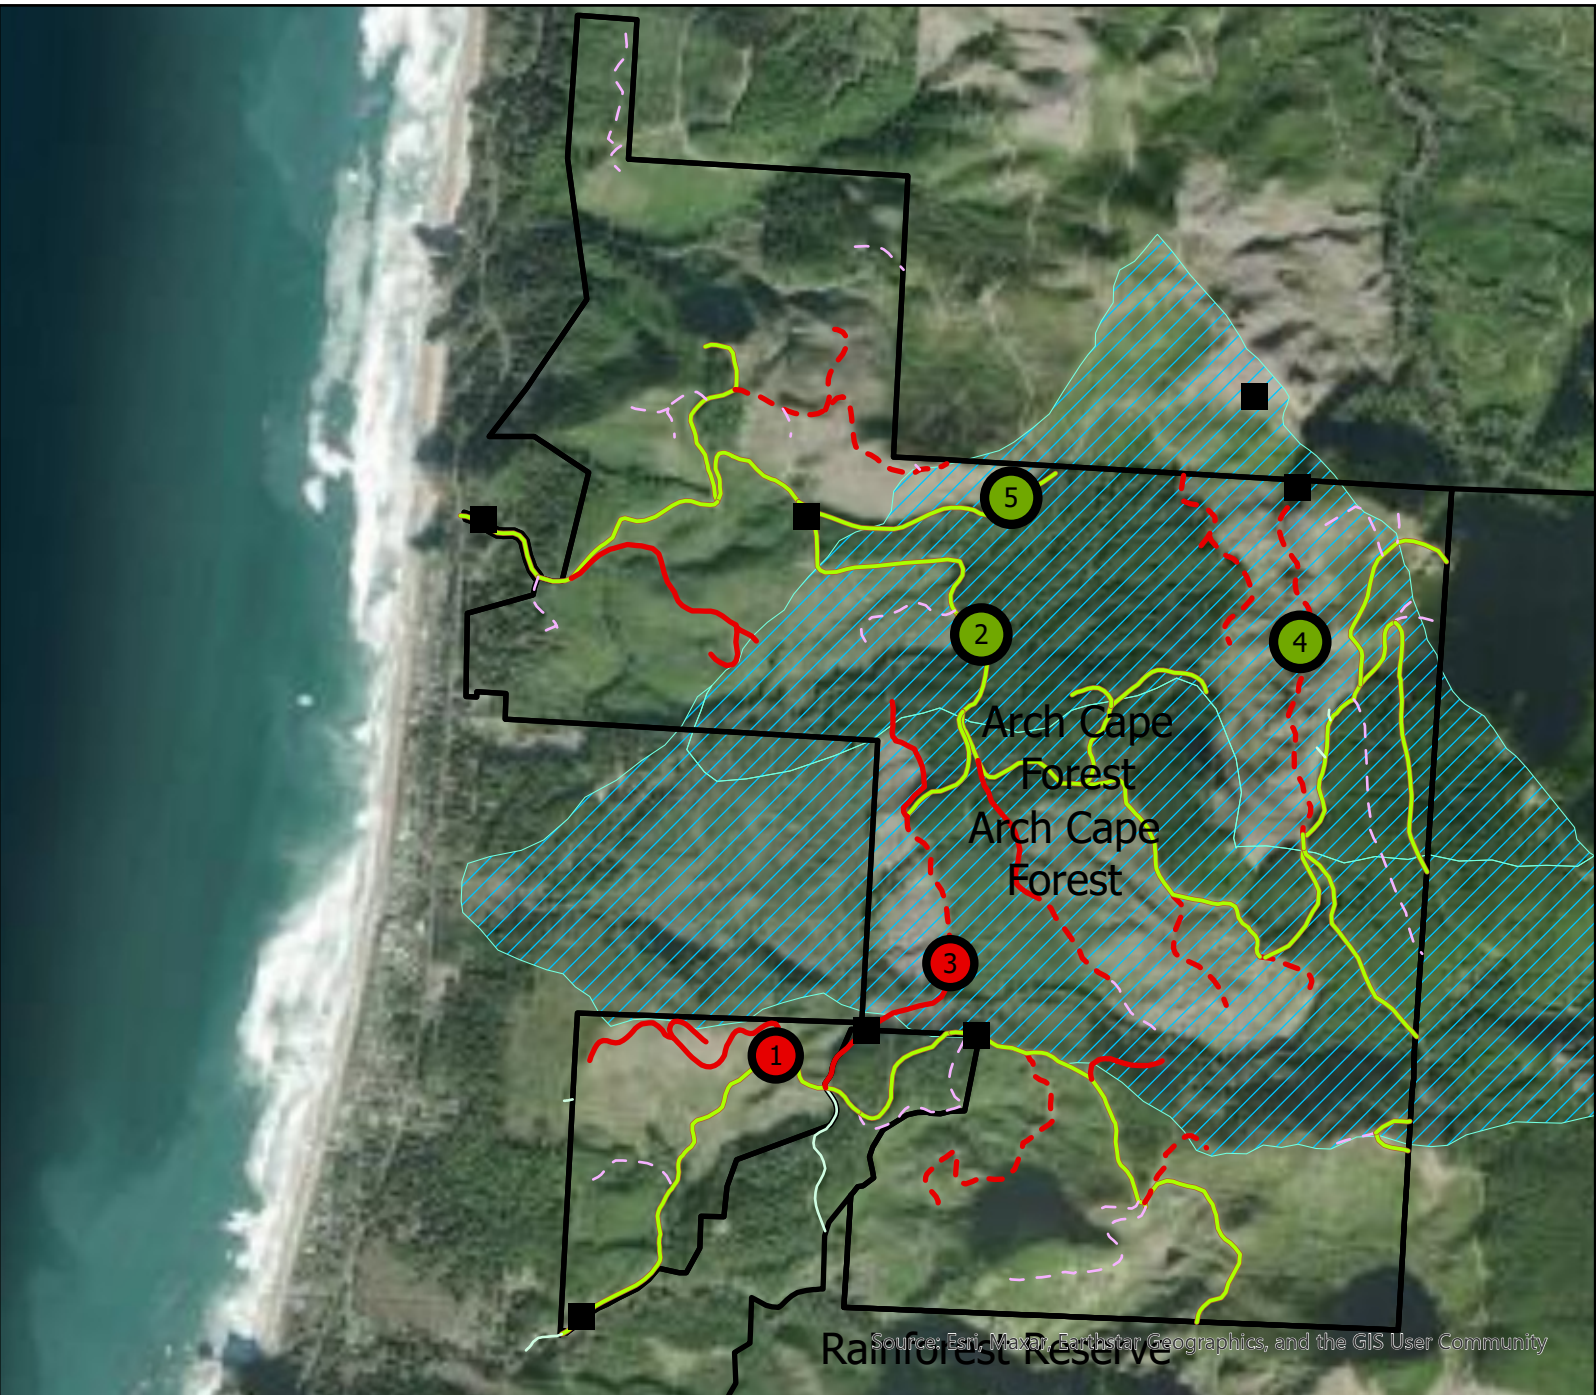 5
2
4
Arch Cape
Forest
Arch Cape
Forest
3
1
Rainforest Reserve
Source: Esri, Maxar, Earthstar Geographics, and the GIS User Community